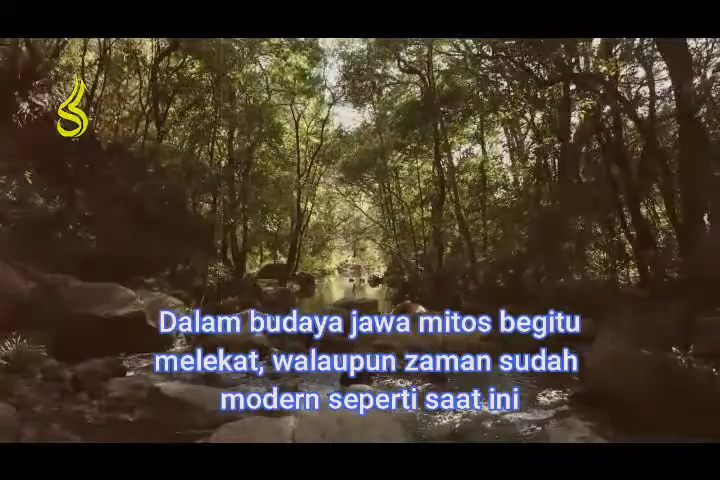 Dalam budaya jawa mitos begitu
melekat, walaupun zaman sudah
modern seperti saat ini